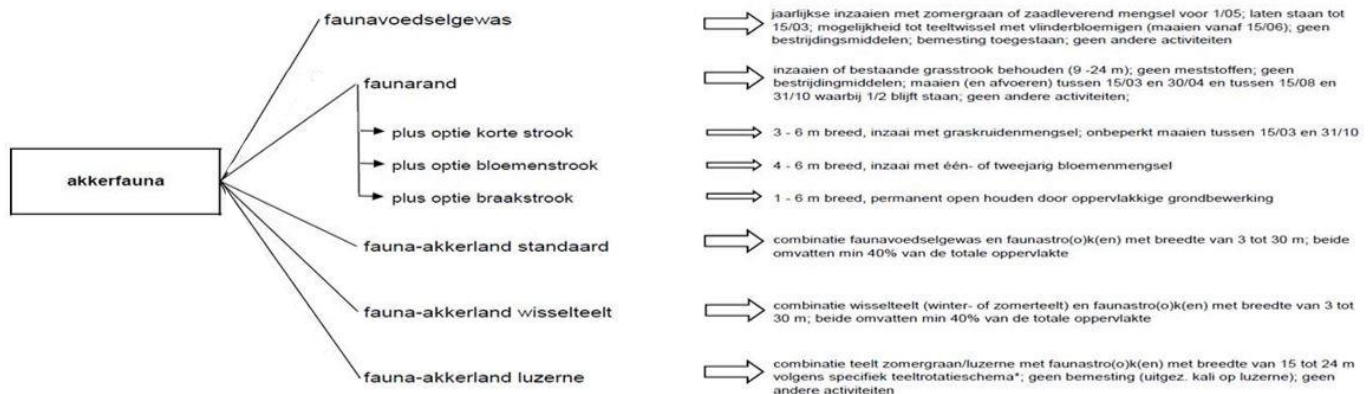 faunavoedselgewas
jaarlijkse inzaaien met zomergraan of zaadleverend mengsel voor 1/05; laten staan tot
15/03; mogelijkheid tot teeltwissel met vlinderbloemigen (maaien vanaf 15/06); geen
bestrijdingsmiddelen; bemesting toegestaan; geen andere activiteiten
faunarand
inzaaien of bestaande grasstrook behouden (9 -24 m); geen meststoffen; geen
bestrijdingmiddelen; maaien (en afvoeren) tussen 15/03 en 30/04 en tussen 15/08 en
31/10 waarbij 1/2 blijft staan; geen andere activiteiten;
plus optie korte strook
3 - 6 m breed, inzaai met graskruidenmengsel; onbeperkt maaien tussen 15/03 en 31/10
plus optie bloemenstrook
4 - 6 m breed, inzaai met één- of tweejarig bloemenmengsel
akkerfauna
plus optie braakstrook
1 - 6 m breed, permanent open houden door oppervlakkige grondbewerking
fauna-akkerland standaard
combinatie faunavoedselgewas en faunastro(o)k(en) met breedte van 3 tot 30 m; beide
omvatten min 40% van de totale oppervlakte
fauna-akkerland wisselteelt
combinatie wisselteelt (winter- of zomerteelt) en faunastro(o)k(en) met breedte van 3 tot
30 m; beide omvatten min 40% van de totale oppervlakte
fauna-akkerland luzerne
combinatie teelt zomergraan/luzerne met faunastro(o)k(en) met breedte van 15 tot 24 m
volgens specifiek teeltrotatieschema*; geen bemesting (uitgez. kali op luzerne); geen
andere activiteiten